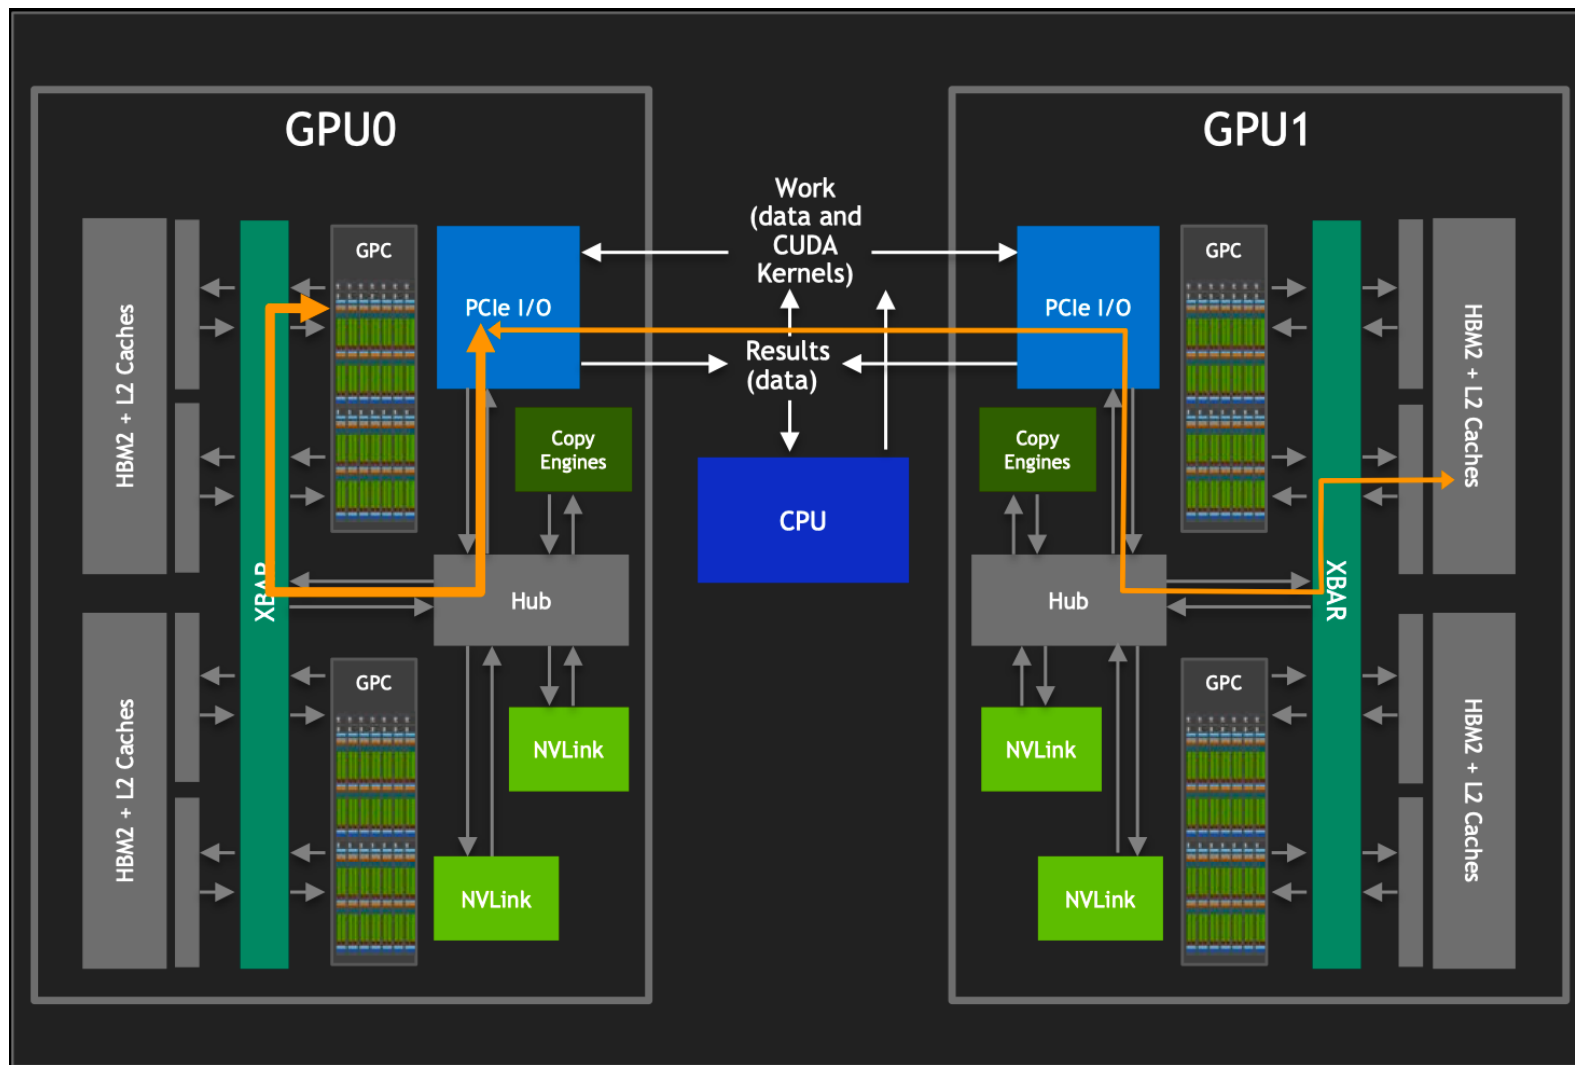 GPU0
GPU1
Work
(data and
CUDA
Kernels)
GPC
PCIe I/O
HBM2 + L2 Caches
XBAR
Copy
Engines
Hub
GPC
HBM2 + L2 Caches
NVLink
NVLink
Results
(data)
CPU
PCIe I/O
GPC
HBM2 + L2 Caches
Copy
Engines
Hub
XBAR
NVLink
GPC
HBM2 + L2 Caches
NVLink